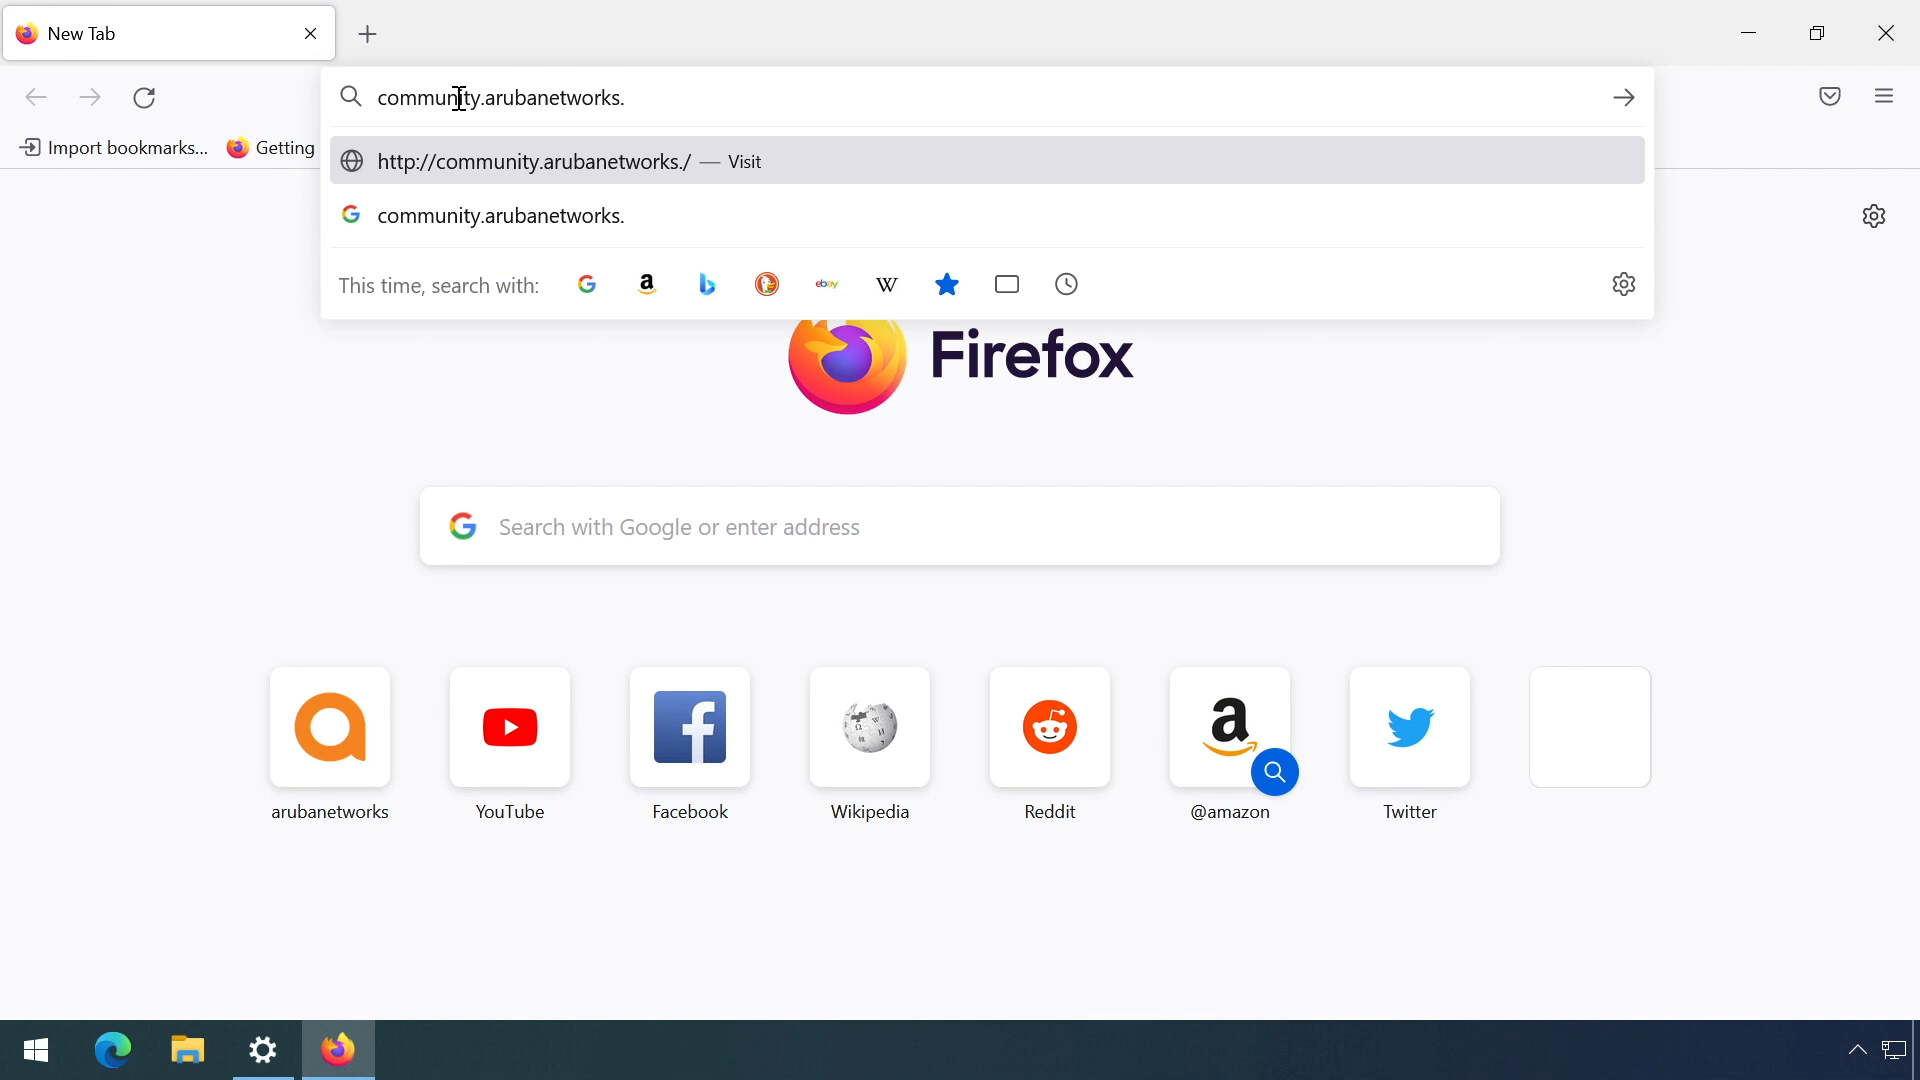 New Tab
community.arubanetworks.
Import bookmarks... Getting
http://community.arubanetworks./ — Visit
community.arubanetworks.
This time, search with: a ebay W
Firefox
Search with Google or enter address
arubanetworks YouTube Facebook Wikipedia Reddit @amazon Twitter